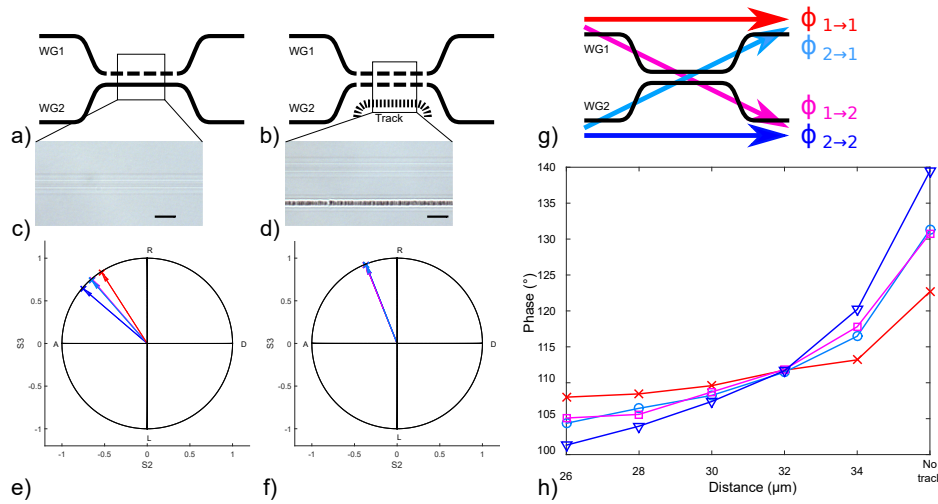 WG1
WG2
a)
WG1
WG2
Track
b)
c)
d)
R
A
D
L
1
0.5
0
-0.5
-1
-1
-0.5
0
0.5
1
S3
S2
e)
R
A
D
L
1
0.5
0
-0.5
-1
-1
-0.5
0
0.5
1
S3
S2
f)
WG1
WG2
ϕ 1→1
ϕ 2→1
ϕ 1→2
ϕ 2→2
g)
140
135
130
125
120
115
110
105
100
Phase (°)
26
28
30
32
34
No
track
Distance (μm)
h)